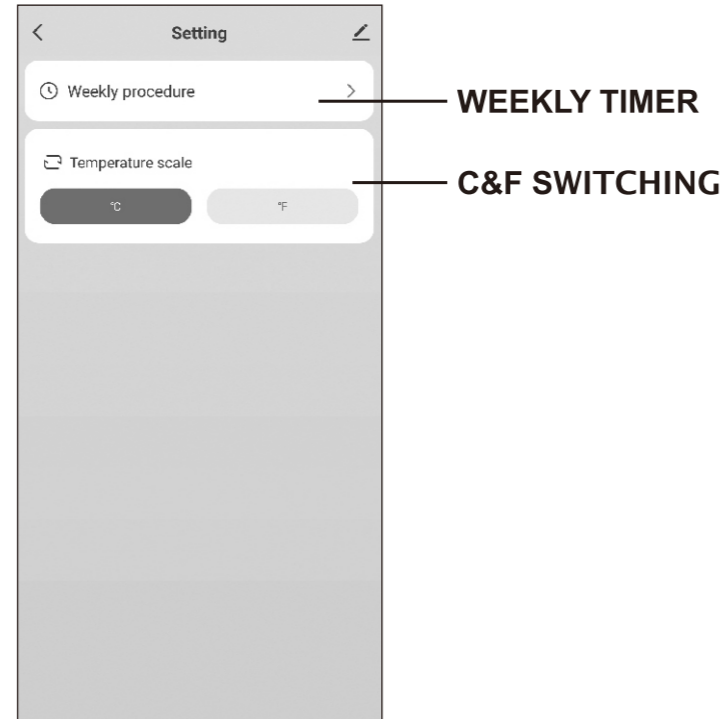 Setting
Weekly procedure
WEEKLY TIMER
Temperature scale
C&F SWITCHING
°C
°F